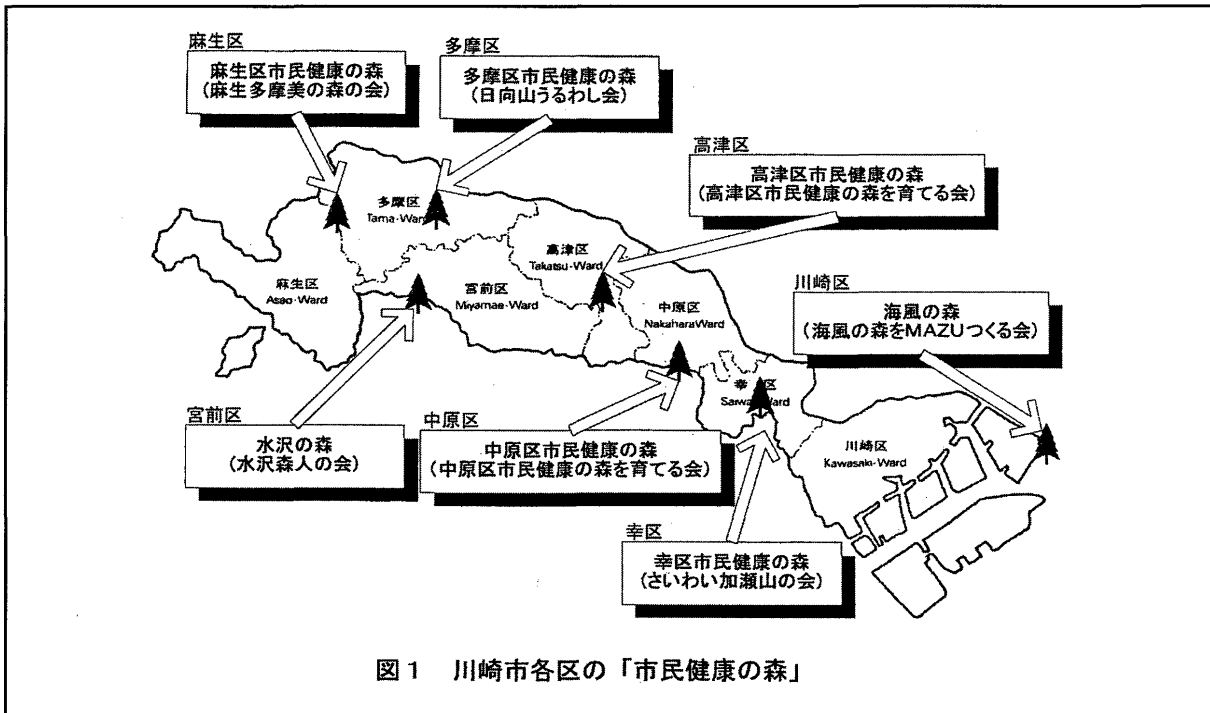 麻生区
麻生区市民健康の森
(麻生多摩美の森の会)
多摩区
多摩区市民健康の森
(日向山うるわし会)
高津区
高津区市民健康の森
(高津区市民健康の森を育てる会)
川崎区
海風の森
(海風の森をMAZUつくる会)
多摩区
Tama-Ward
高津区
Takatsu-Ward
麻生区
Asao-Ward
宮前区
Miyamae-Ward
中原区
NakaharaWard
幸 区
Saiwai-Ward
川崎区
Kawasaki-Ward
宮前区
水沢の森
(水沢森人の会)
中原区
中原区市民健康の森
(中原区市民健康の森を育てる会)
幸区
幸区市民健康の森
(さいわい加瀬山の会)
図1 川崎市各区の「市民健康の森」